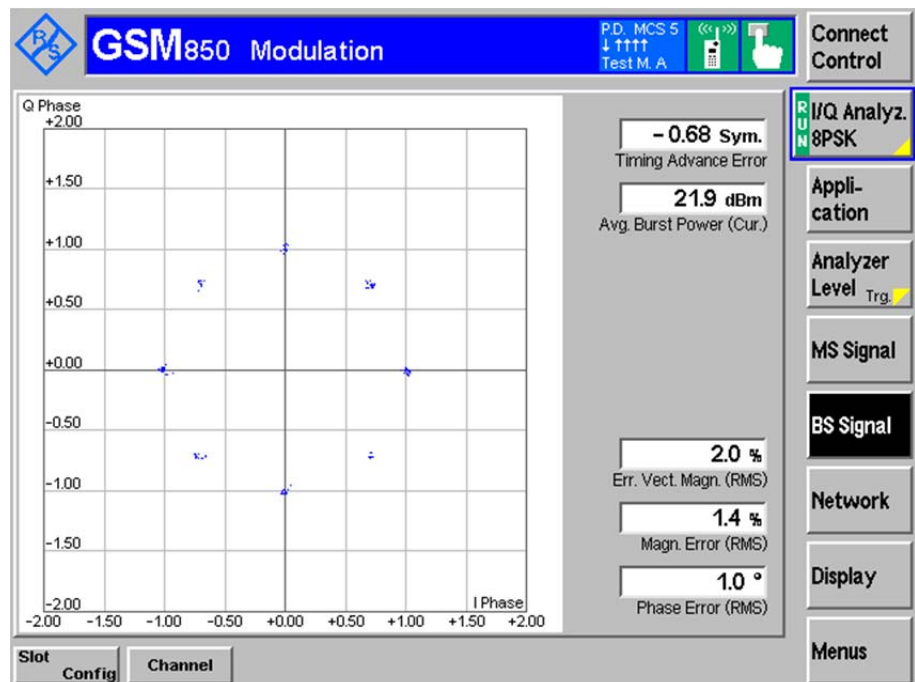 R&S
GSM850 Modulation
P.D. MCS 5
↓ ↑↑↑↑
Test M. A
Connect
Control
RUN
I/Q Analyz.
8PSK
Appli-
cation
Analyzer
Level Trg.
MS Signal
BS Signal
Network
Display
Menus
Q Phase
+2.00
+1.50
+1.00
+0.50
+0.00
-0.50
-1.00
-1.50
-2.00
I Phase
-2.00 -1.50 -1.00 -0.50 +0.00 +0.50 +1.00 +1.50 +2.00
- 0.68 Sym.
Timing Advance Error
21.9 dBm
Avg. Burst Power (Cur.)
2.0 %
Err. Vect. Magn. (RMS)
1.4 %
Magn. Error (RMS)
1.0 °
Phase Error (RMS)
Slot
Config
Channel